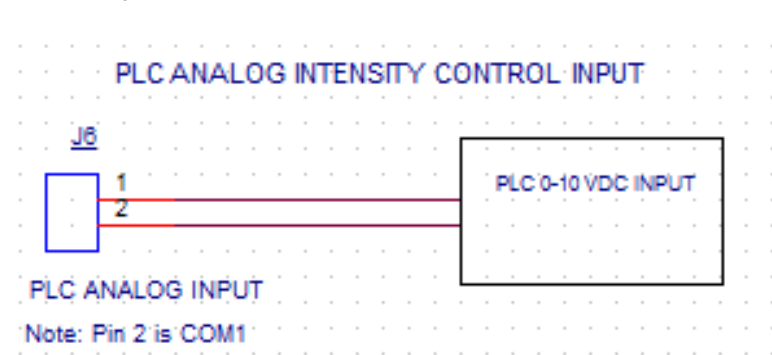 PLC ANALOG INTENSITY CONTROL INPUT
J6
1
2
PLC 0-10 VDC INPUT
PLC ANALOG INPUT
Note: Pin 2 is COM1